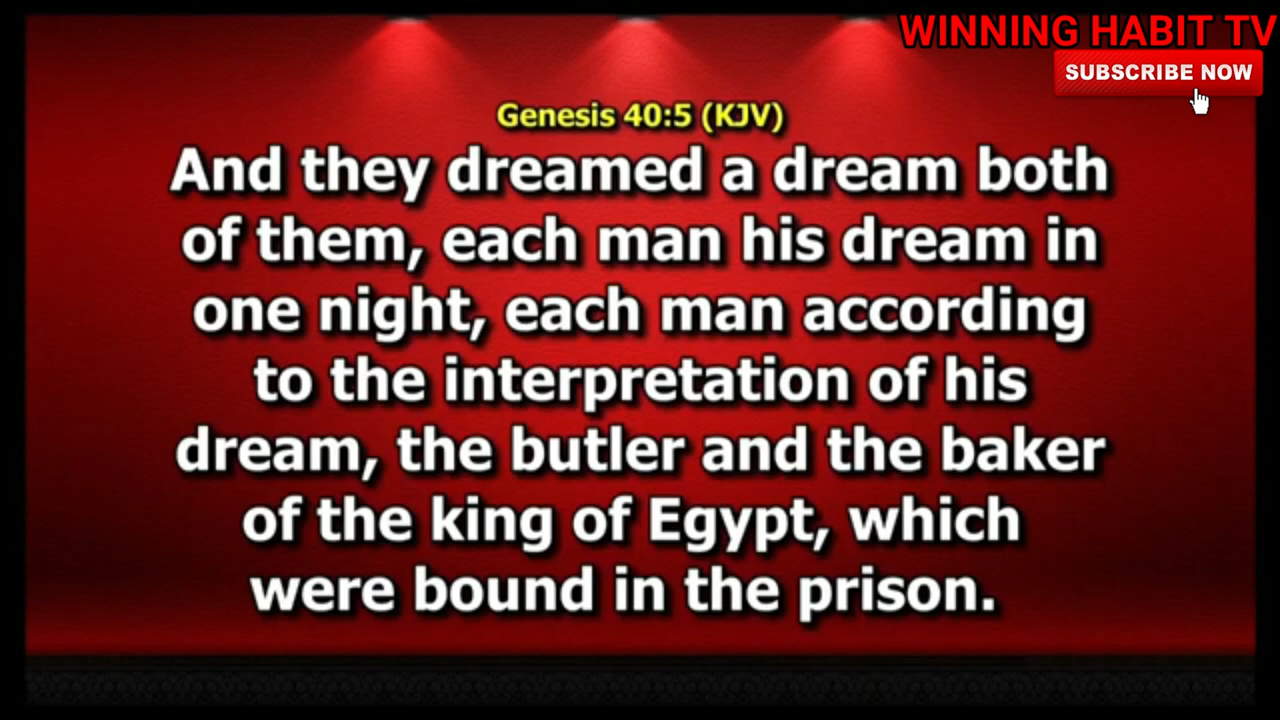 WINNING HABIT TV
SUBSCRIBE NOW
Genesis 40:5 (KJV)
And they dreamed a dream both
of them, each man his dream in
one night, each man according
to the interpretation of his
dream, the butler and the baker
of the king of Egypt, which
were bound in the prison.